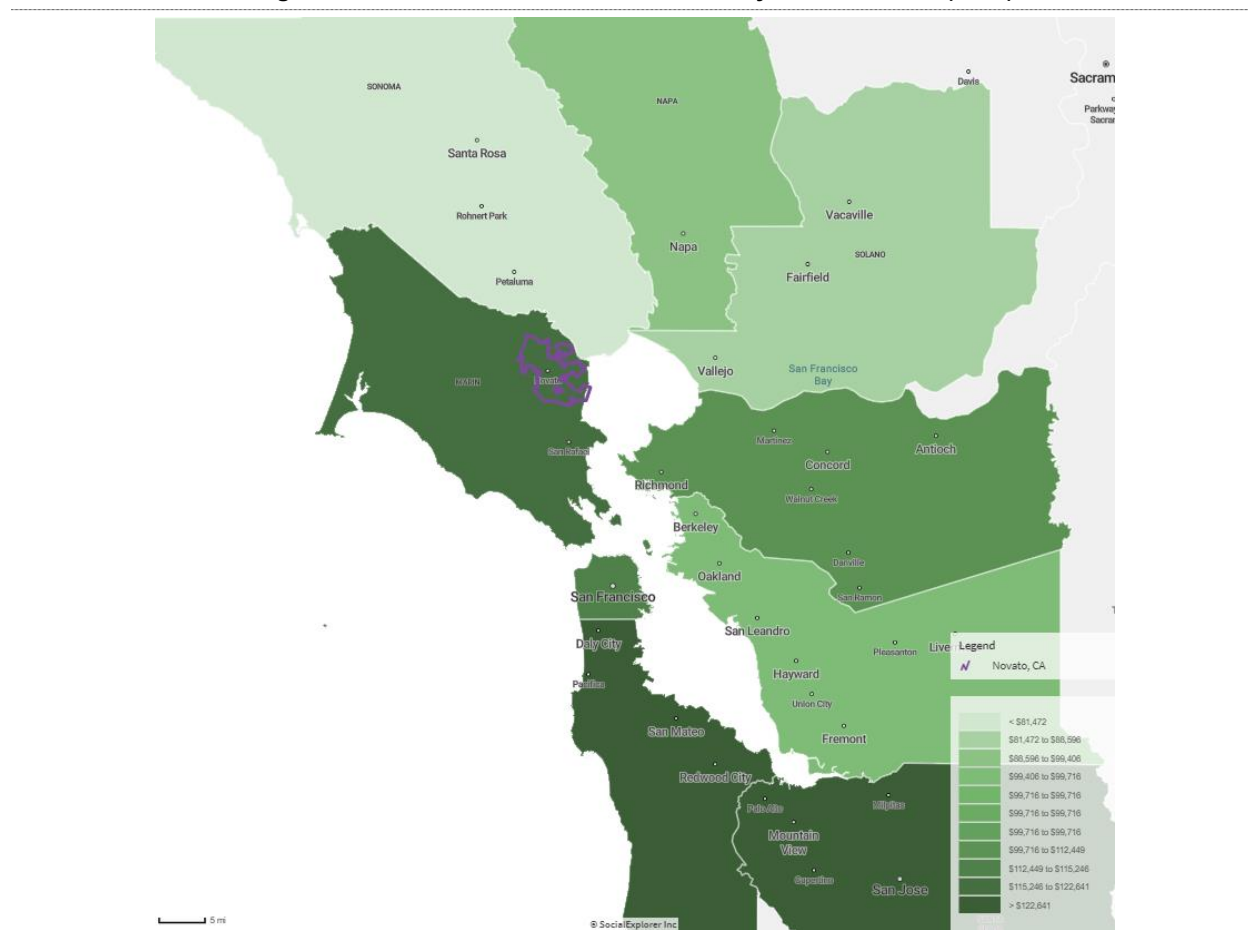 SONOMA
NAPA
Davis
Sacram
Parkway
Sacram
Santa Rosa
Rohnert Park
Vacaville
Napa
SOLANO
Fairfield
Petaluma
Vallejo
San Francisco
Bay
Novato
MARIN
San Rafael
Martinez
Antioch
Concord
Richmond
Walnut Creek
Berkeley
Danville
Oakland
San Ramon
San Francisco
San Leandro
Daly City
Pleasanton
Liver
Legend
Novato, CA
Hayward
Pacifica
Union City
San Mateo
Fremont
Redwood City
Palo Alto
Milpitas
Mountain
View
Cupertino
San Jose
< $81,472
$81,472 to $88,596
$88,596 to $99,406
$99,406 to $99,716
$99,716 to $99,716
$99,716 to $99,716
$99,716 to $99,716
$99,716 to $112,449
$112,449 to $115,246
$115,246 to $122,641
> $122,641
5 mi
© SocialExplorer Inc.